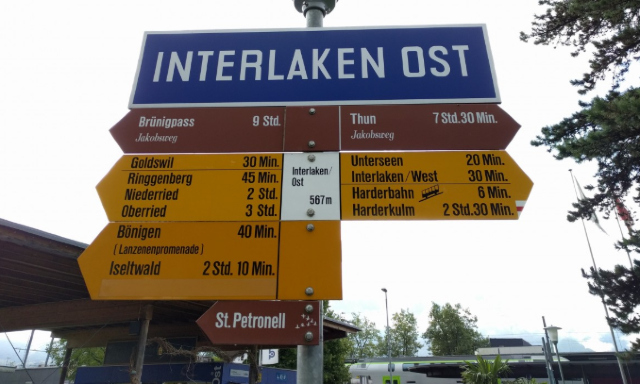 INTERLAKEN OST
Brünigpass 9 Std.
Jakobsweg
Thun 7 Std.30 Min.
Jakobsweg
Goldswil 30 Min.
Ringgenberg 45 Min.
Niederried 2 Std.
Oberried 3 Std.
Interlaken/
Ost
567m
Unterseen 20 Min.
Interlaken/West 30 Min.
Harderbahn 6 Min.
Harderkulm 2 Std.30 Min.
Bönigen 40 Min.
(Lanzenenpromenade)
Iseltwald 2 Std. 10 Min.
St. Petronell